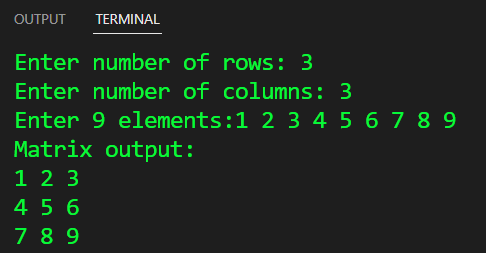 OUTPUT TERMINAL
Enter number of rows: 3
Enter number of columns: 3
Enter 9 elements:1 2 3 4 5 6 7 8 9
Matrix output:
1 2 3
4 5 6
7 8 9